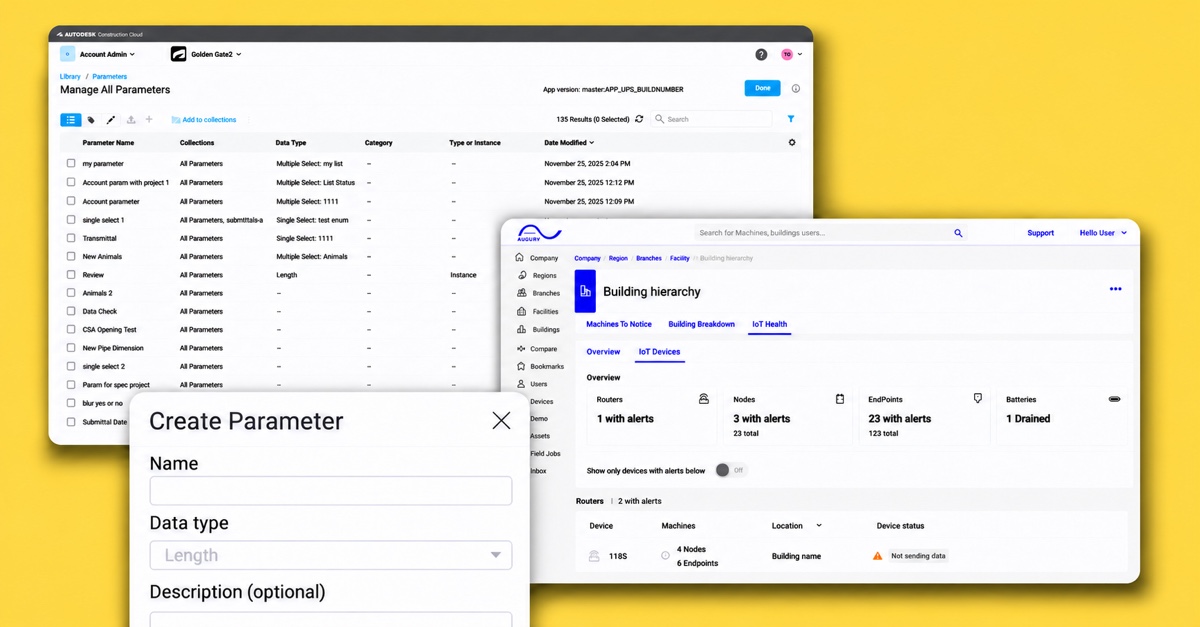 AUTODESK Construction Cloud
Account Admin Golden Gate2 ? TO
Library / Parameters
Manage All Parameters App version: master:APP_UPS_BUILDNUMBER Done
Add to collections 135 Results (0 Selected) Search
Parameter Name Collections Data Type Category Type or Instance Date Modified
my parameter All Parameters Multiple Select: my list -- -- November 25, 2025 2:04 PM
Account param with project 1 All Parameters Multiple Select: List Status -- -- November 25, 2025 12:12 PM
Account parameter All Parameters Multiple Select: 1111 -- -- November 25, 2025 12:09 PM
single select 1 All Parameters, submtttals-a Single Select: test enum -- --
Transmittal All Parameters Single Select: 1111 -- --
New Animals All Parameters Multiple Select: Animals -- --
Review All Parameters Length -- Instance
Animals 2 All Parameters -- -- --
Data Check All Parameters -- -- --
CSA Opening Test All Parameters -- -- --
New Pipe Dimension All Parameters -- -- --
single select 2 All Parameters -- -- --
Param for spec project All Parameters -- -- --
blur yes or no
Submittal Date
Create Parameter
Name
Data type
Length
Description (optional)
AUGURY
Search for Machines, buildings users... Support Hello User
Company
Regions
Branches
Facilities
Buildings
Compare
Bookmarks
Users
Devices
Demo
Assets
Field Jobs
Inbox
Company / Region / Branches / Facility / Building hierarchy
Building hierarchy
Machines To Notice Building Breakdown IoT Health
Overview IoT Devices
Overview
Routers Nodes EndPoints Batteries
1 with alerts 3 with alerts 23 with alerts 1 Drained
23 total 123 total
Show only devices with alerts below Off
Routers | 2 with alerts
Device Machines Location Device status
118S 4 Nodes Building name Not sending data
6 Endpoints